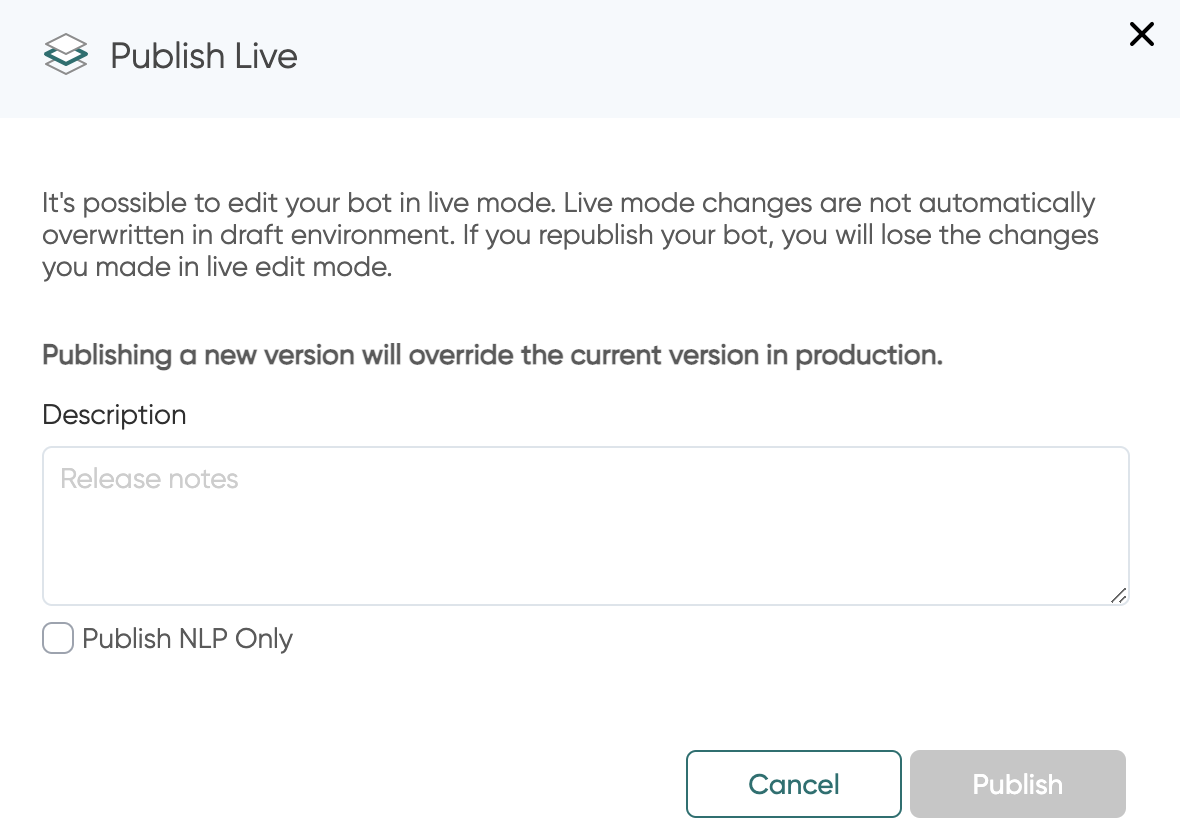 Publish Live
It's possible to edit your bot in live mode. Live mode changes are not automatically
overwritten in draft environment. If you republish your bot, you will lose the changes
you made in live edit mode.
Publishing a new version will override the current version in production.
Description
Release notes
Publish NLP Only
Cancel
Publish